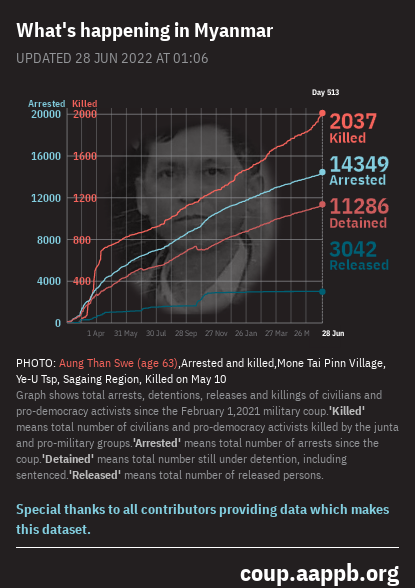 What's happening in Myanmar
UPDATED 28 JUN 2022 AT 01:06
Day 513
Arrested Killed
20000 2000
2037
Killed
16000 1600
14349
Arrested
12000 1200
11286
Detained
8000 800
3042
Released
4000 400
0
1 Apr 31 May 30 Jul 28 Sep 27 Nov 26 Jan 27 Mar 26 M 28 Jun
PHOTO: Aung Than Swe (age 63),Arrested and killed,Mone Tai Pinn Village,
Ye-U Tsp, Sagaing Region, Killed on May 10
Graph shows total arrests, detentions, releases and killings of civilians and
pro-democracy activists since the February 1,2021 military coup.'Killed'
means total number of civilians and pro-democracy activists killed by the junta
and pro-military groups.'Arrested' means total number of arrests since the
coup.'Detained' means total number still under detention, including
sentenced.'Released' means total number of released persons.
Special thanks to all contributors providing data which makes
this dataset.
coup.aappb.org